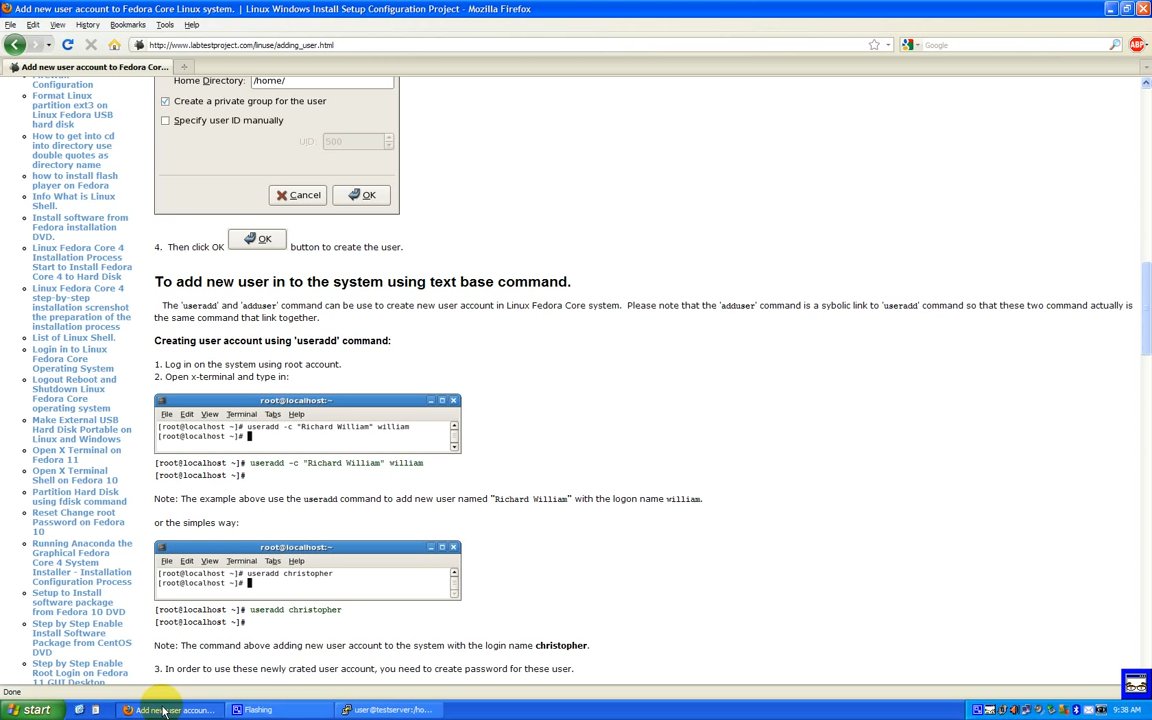 Add new user account to Fedora Core Linux system. | Linux Windows Install Setup Configuration Project - Mozilla Firefox
File Edit View History Bookmarks Tools Help
http://www.labtestproject.com/linuse/adding_user.html
Google
ABP
Add new user account to Fedora Cor...
Configuration
Format Linux
partition ext3 on
Linux Fedora USB
hard disk
How to get into cd
into directory use
double quotes as
directory name
how to install flash
player on Fedora
Info What is Linux
Shell.
Install software from
Fedora installation
DVD.
Linux Fedora Core 4
Installation Process
Start to Install Fedora
Core 4 to Hard Disk
Linux Fedora Core 4
step-by-step
installation screnshot
the preparation of the
installation process
List of Linux Shell.
Login in to Linux
Fedora Core
Operating System
Logout Reboot and
Shutdown Linux
Fedora Core
operating system
Make External USB
Hard Disk Portable on
Linux and Windows
Open X Terminal on
Fedora 11
Open X Terminal
Shell on Fedora 10
Partition Hard Disk
using fdisk command
Reset Change root
Password on Fedora
10
Running Anaconda the
Graphical Fedora
Core 4 System
Installer - Installation
Configuration Process
Setup to Install
software package
from Fedora 10 DVD
Step by Step Enable
Install Software
Package from CentOS
DVD
Step by Step Enable
Root Login on Fedora
11 GUI Desktop
Home Directory: /home/
Create a private group for the user
Specify user ID manually
UID: 500
Cancel OK
4. Then click OK OK button to create the user.
To add new user in to the system using text base command.
The 'useradd' and 'adduser' command can be use to create new user account in Linux Fedora Core system. Please note that the 'adduser' command is a sybolic link to 'useradd' command so that these two command actually is
the same command that link together.
Creating user account using 'useradd' command:
1. Log in on the system using root account.
2. Open x-terminal and type in:
root@localhost:~
File Edit View Terminal Tabs Help
[root@localhost ~]# useradd -c "Richard William" william
[root@localhost ~]#
[root@localhost ~]# useradd -c "Richard William" william
[root@localhost ~]#
Note: The example above use the useradd command to add new user named "Richard William" with the logon name william.
or the simples way:
root@localhost:~
File Edit View Terminal Tabs Help
[root@localhost ~]# useradd christopher
[root@localhost ~]#
[root@localhost ~]# useradd christopher
[root@localhost ~]#
Note: The command above adding new user account to the system with the login name christopher.
3. In order to use these newly crated user account, you need to create password for these user.
Done
start Add new user accoun... Flashing user@testserver:/ho... 9:38 AM